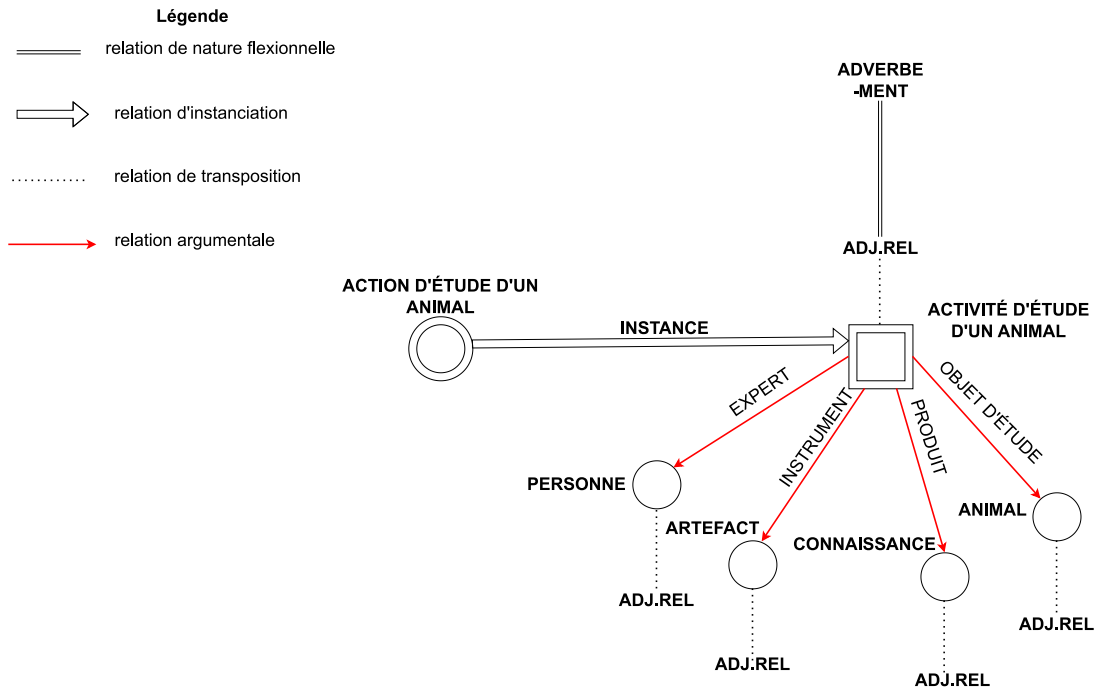 Légende
relation de nature flexionnelle
relation d'instanciation
relation de transposition
relation argumentale
ADVERBE
-MENT
ADJ.REL
ACTION D'ÉTUDE D'UN
ANIMAL
INSTANCE
ACTIVITÉ D'ÉTUDE
D'UN ANIMAL
EXPERT
INSTRUMENT
PRODUIT
OBJET D'ÉTUDE
PERSONNE
ARTEFACT
CONNAISSANCE
ANIMAL
ADJ.REL
ADJ.REL
ADJ.REL
ADJ.REL